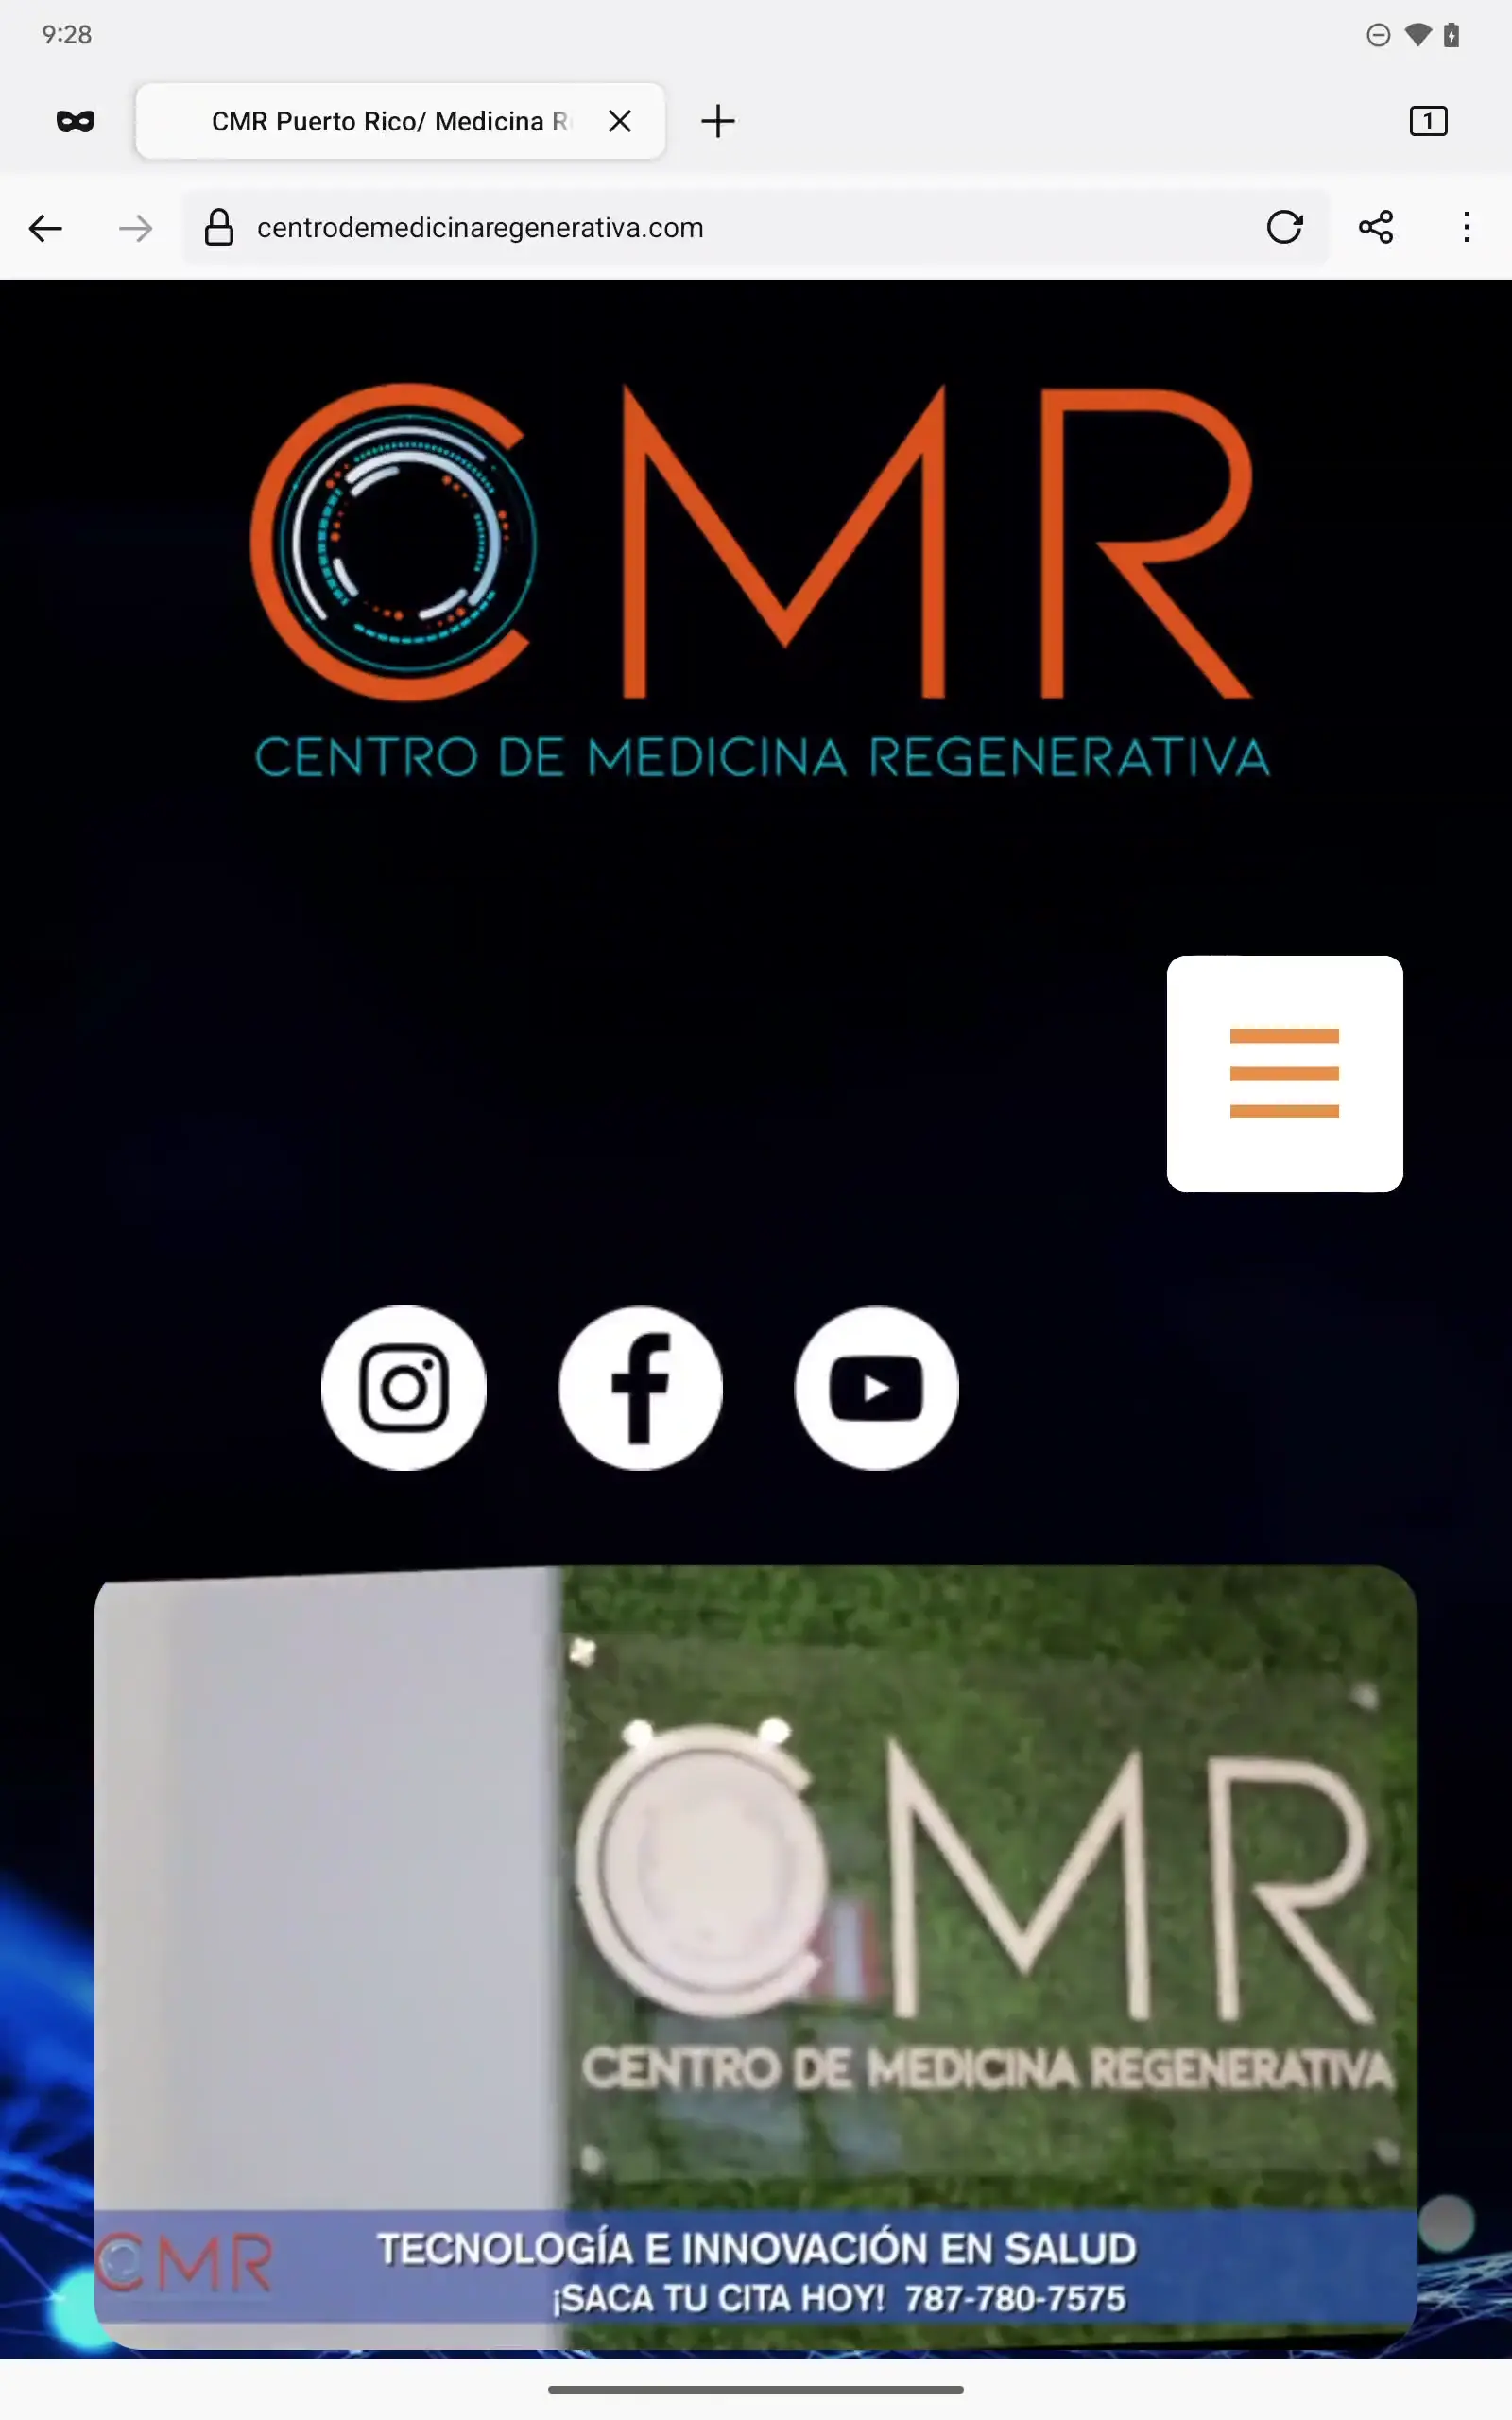 9:28
CMR Puerto Rico/ Medicina R
1
centrodemedicinaregenerativa.com
CMR
CENTRO DE MEDICINA REGENERATIVA
CMR
CENTRO DE MEDICINA REGENERATIVA
CMR
TECNOLOGÍA E INNOVACIÓN EN SALUD
¡SACA TU CITA HOY! 787-780-7575